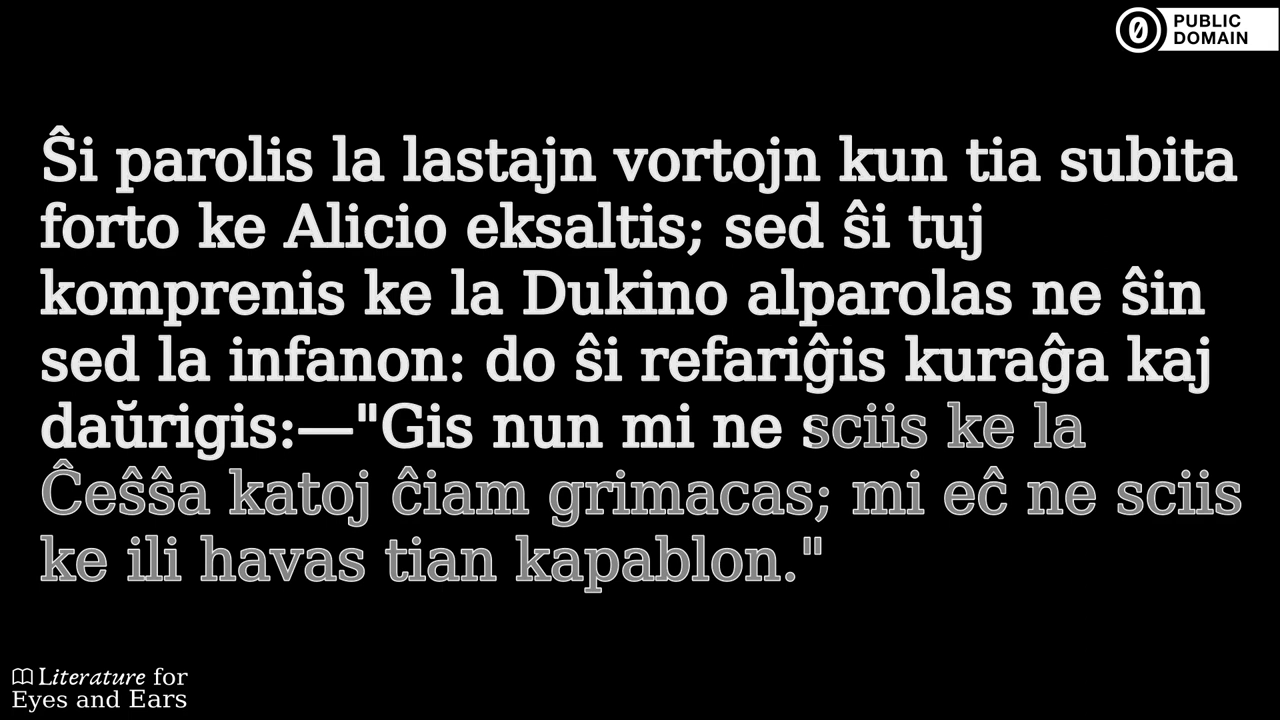 PUBLIC
DOMAIN
Ŝi parolis la lastajn vortojn kun tia subita
forto ke Alicio eksaltis; sed ŝi tuj
komprenis ke la Dukino alparolas ne ŝin
sed la infanon: do ŝi refariĝis kuraĝa kaj
daŭrigis:—"Gis nun mi ne sciis ke la
Ĉeŝŝa katoj ĉiam grimacas; mi eĉ ne sciis
ke ili havas tian kapablon."
Literature for
Eyes and Ears